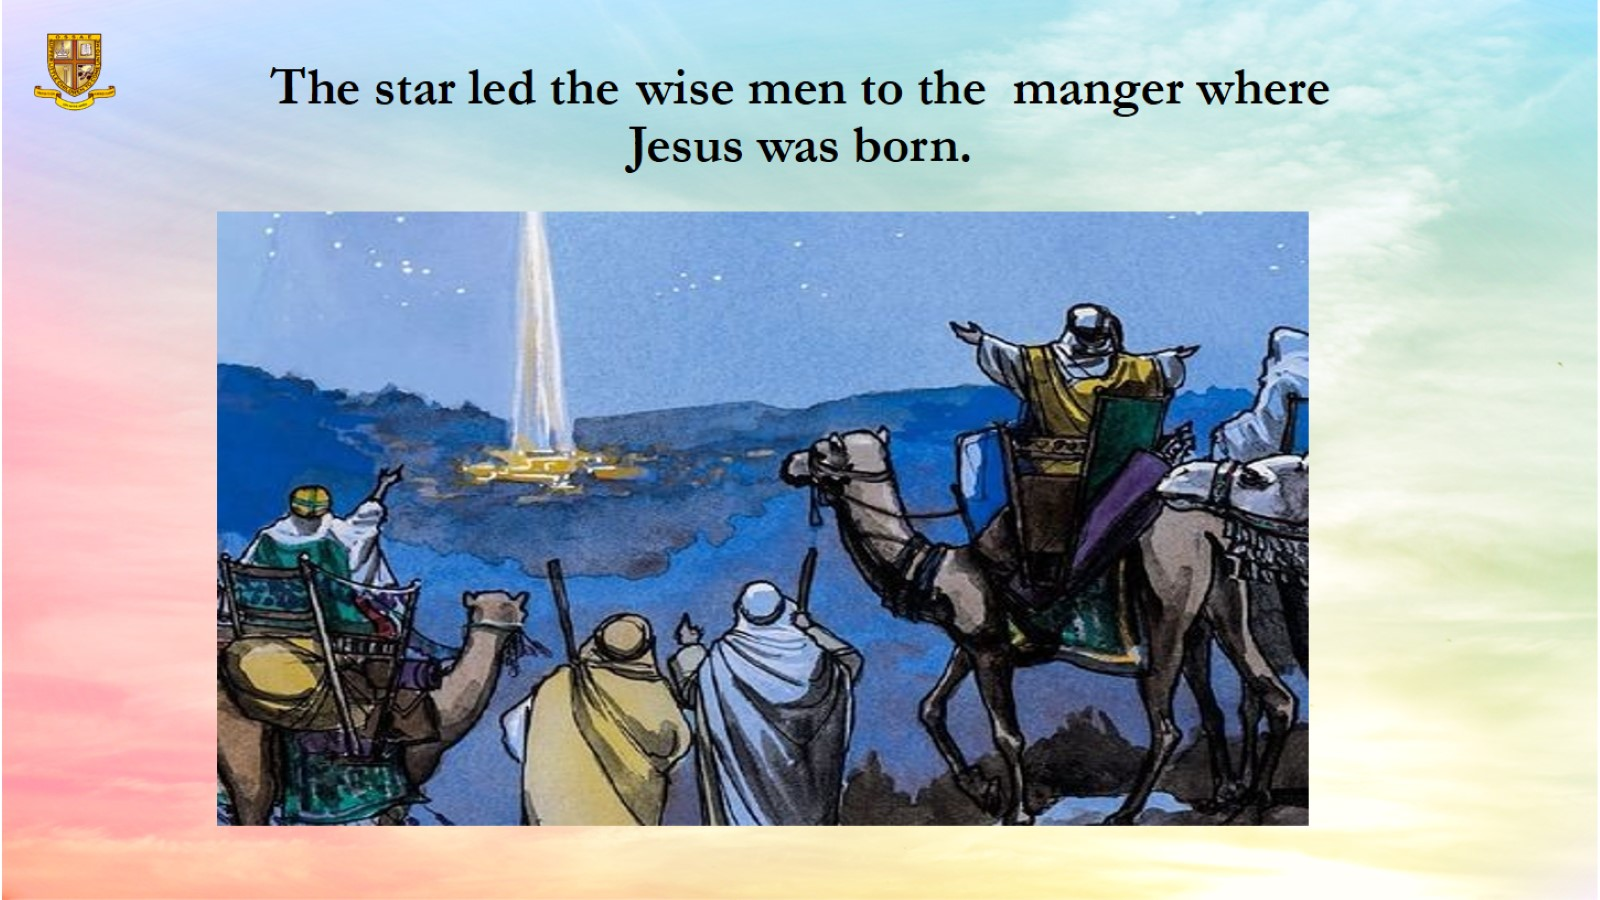 The star led the wise men to the  manger where
Jesus was born.